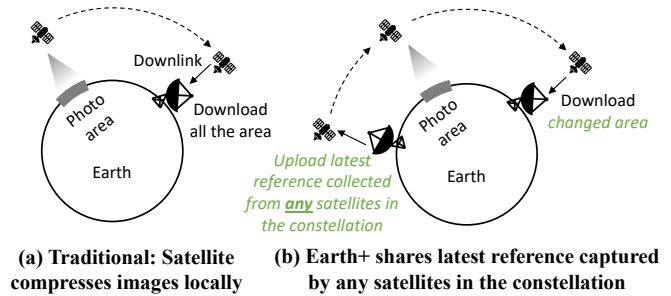 Downlink
Download
all the area
Photo
area
Earth
(a) Traditional: Satellite
compresses images locally
Download
changed area
Photo
area
Earth
Upload latest
reference collected
from any satellites in
the constellation
(b) Earth+ shares latest reference captured
by any satellites in the constellation